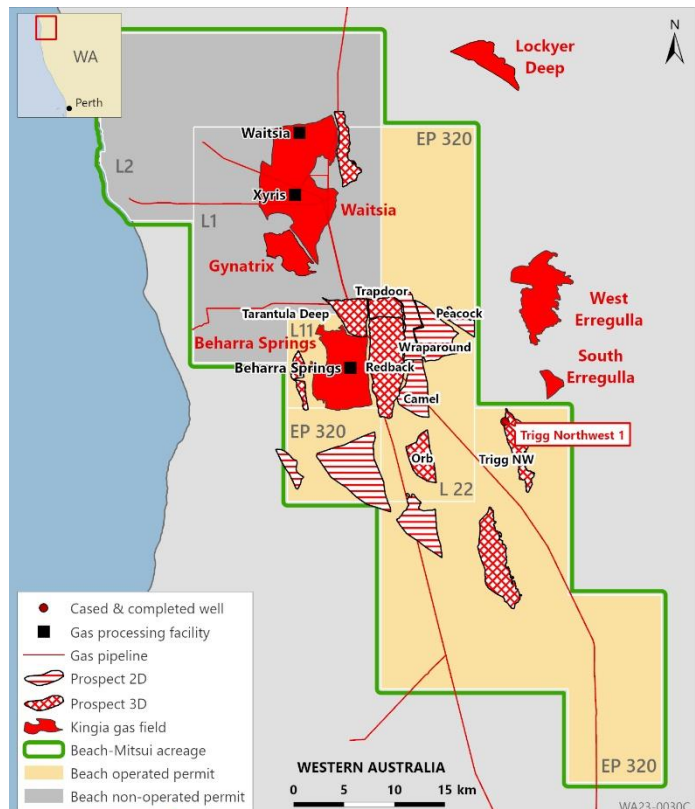 WA
Perth
N
Lockyer
Deep
EP 320
L2
Waitsia
L1
Xyris
Waitsia
Gynatrix
West
Erregulla
South
Erregulla
Trapdoor
Tarantula Deep
Peacock
L11
Beharra Springs
Wraparound
Beharra Springs
Redback
Camel
EP 320
Trigg Northwest 1
Orb
Trigg NW
L 22
Cased & completed well
Gas processing facility
Gas pipeline
Prospect 2D
Prospect 3D
Kingia gas field
Beach-Mitsui acreage
Beach operated permit
Beach non-operated permit
WESTERN AUSTRALIA
0 5 10 15 km
EP 320
WA23-0030C